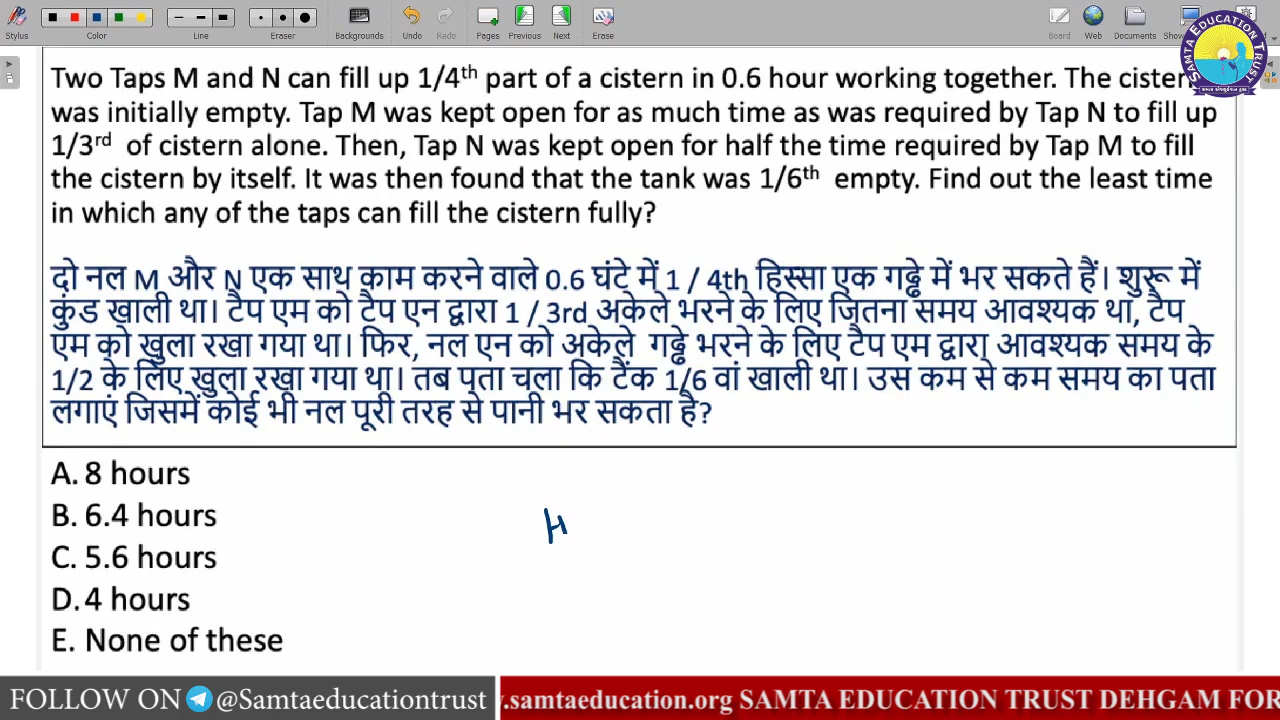 Stylus
Color
Line
Eraser
Backgrounds
Undo
Redo
Pages
Previous
Next
Erase
Board
Web
Documents
SAMTA EDUCATION TRUST
Two Taps M and N can fill up 1/4th part of a cistern in 0.6 hour working together. The cistern
was initially empty. Tap M was kept open for as much time as was required by Tap N to fill up
1/3rd of cistern alone. Then, Tap N was kept open for half the time required by Tap M to fill
the cistern by itself. It was then found that the tank was 1/6th empty. Find out the least time
in which any of the taps can fill the cistern fully?
दो नल M और N एक साथ काम करने वाले 0.6 घंटे में 1 / 4th हिस्सा एक गढ्ढे में भर सकते हैं। शुरू में
कुंड खाली था। टैप एम को टैप एन द्वारा 1 / 3rd अकेले भरने के लिए जितना समय आवश्यक था, टैप
एम को खुला रखा गया था। फिर, नल एन को अकेले गढ्ढे भरने के लिए टैप एम द्वारा आवश्यक समय के
1/2 के लिए खुला रखा गया था। तब पता चला कि टैंक 1/6 वां खाली था। उस कम से कम समय का पता
लगाएं जिसमें कोई भी नल पूरी तरह से पानी भर सकता है?
A. 8 hours
B. 6.4 hours
C. 5.6 hours
D. 4 hours
E. None of these
FOLLOW ON @Samtaeducationtrust
.samtaeducation.org SAMTA EDUCATION TRUST DEHGAM FOR